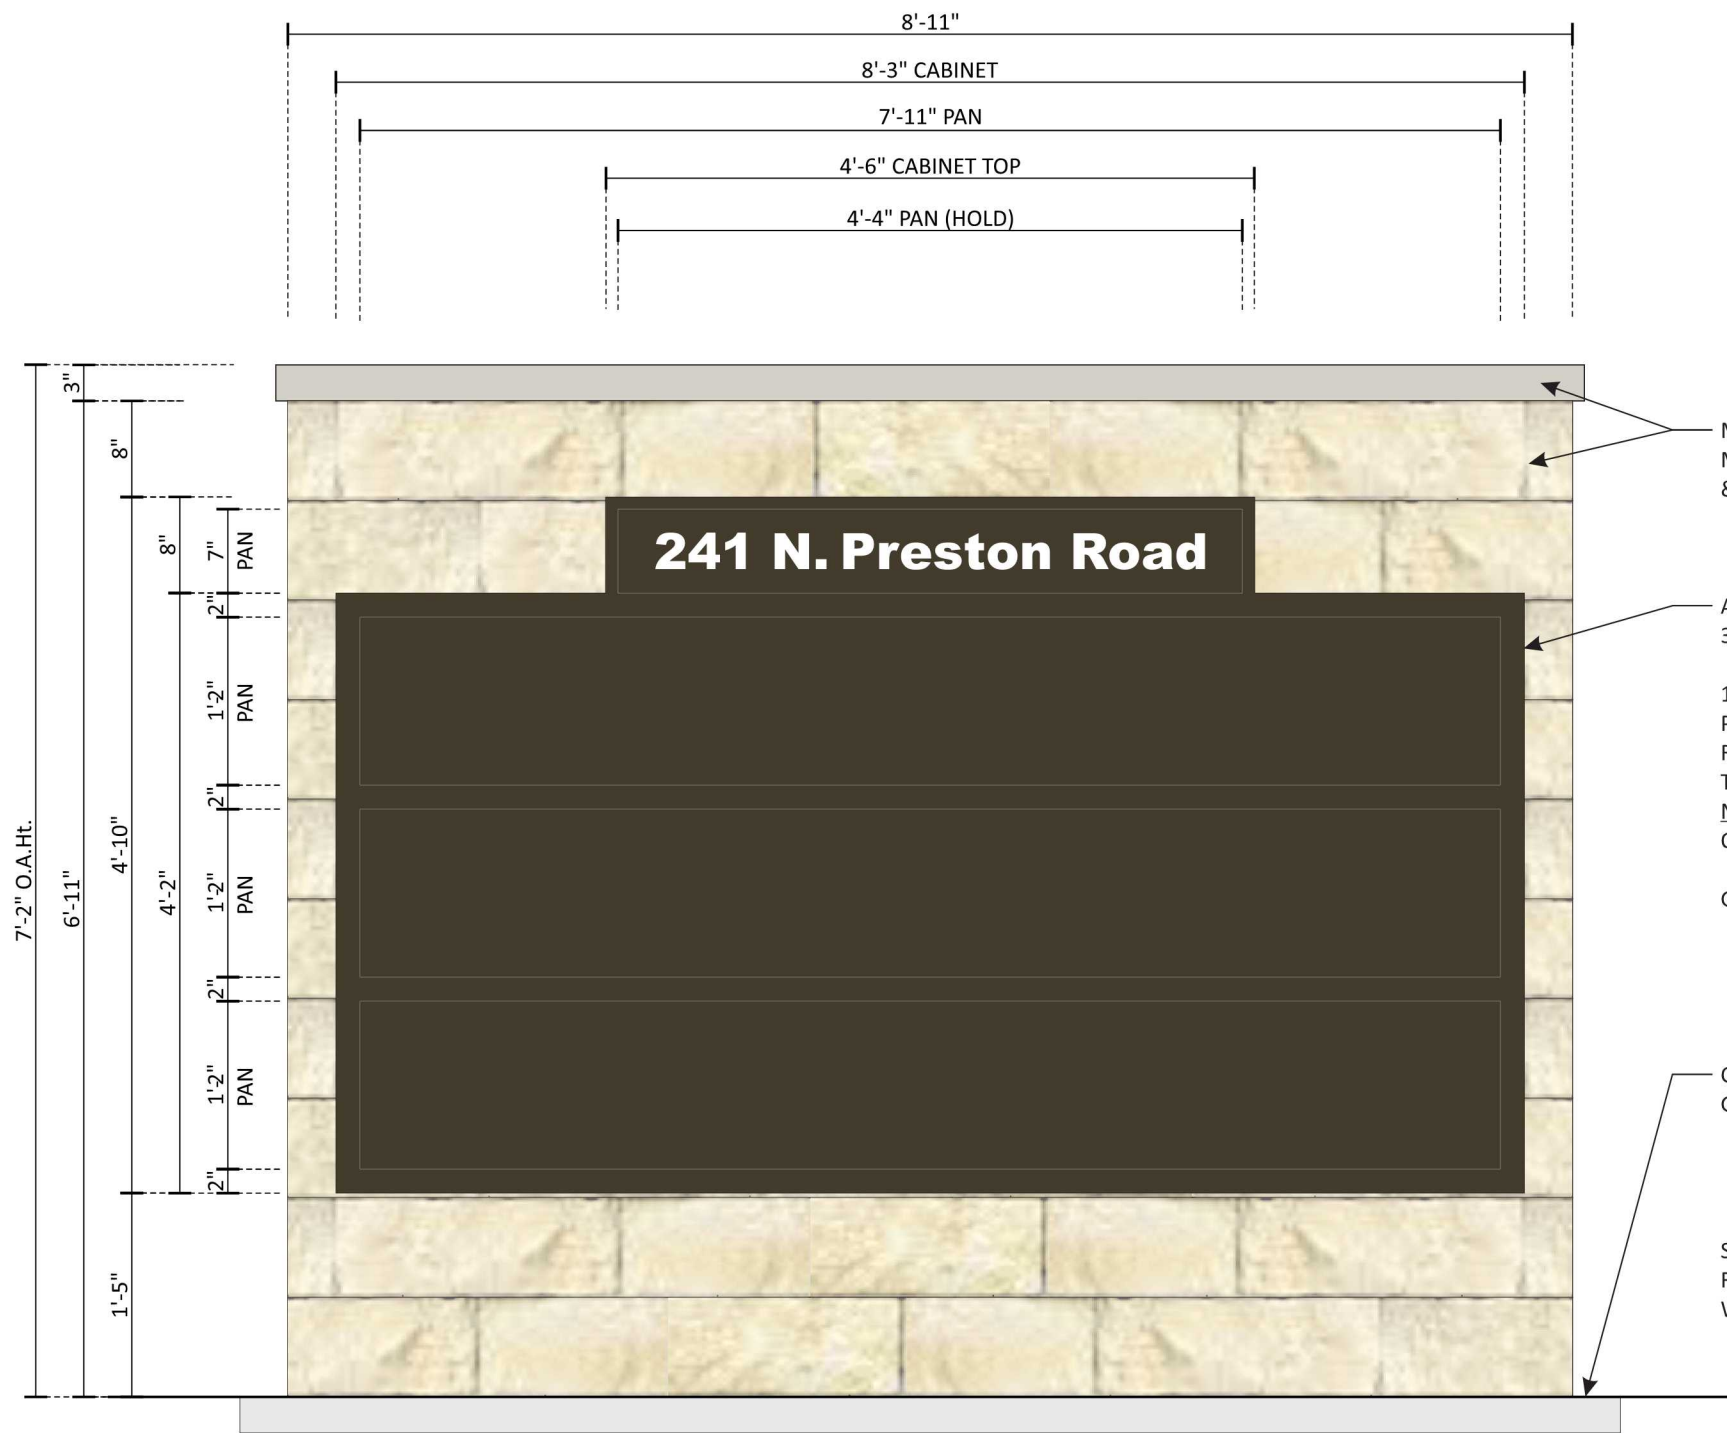 8'-11"
8'-3" CABINET
7'-11" PAN
4'-6" CABINET TOP
4'-4" PAN (HOLD)
3"
8"
8"
7"
PAN
241 N. Preston Road
2"
1'2"
PAN
2"
7'-2" O.A.Ht.
6'-11"
4'-10"
4'-2"
1'2"
PAN
2"
1'2"
PAN
2"
1'-5"